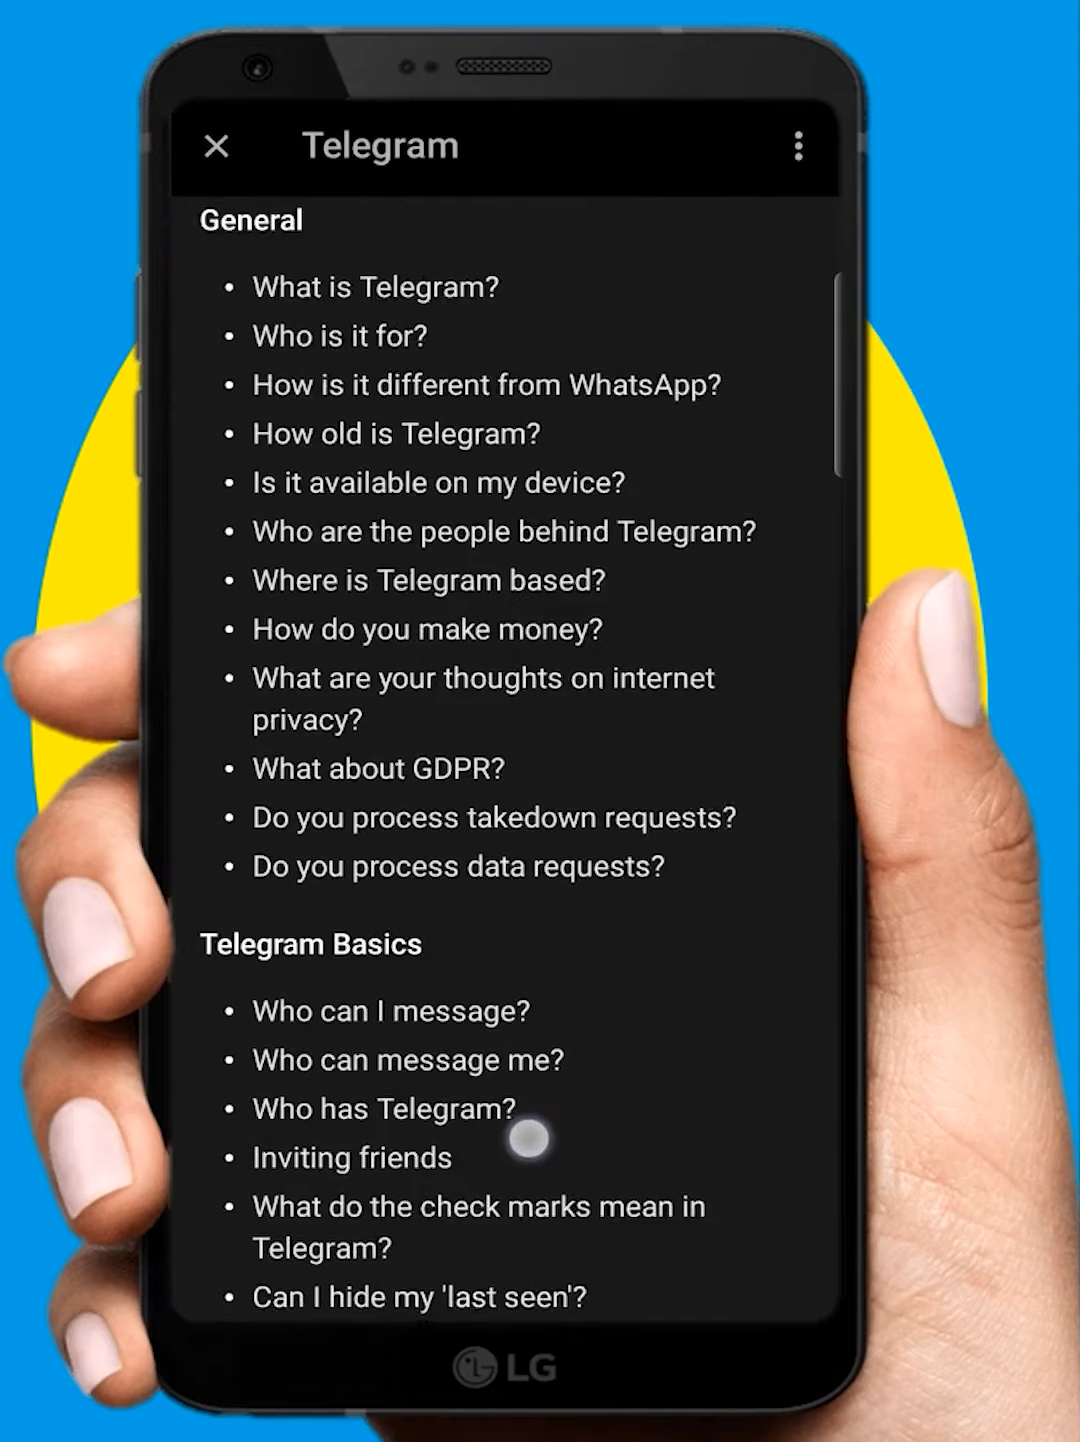 Telegram
General
• What is Telegram?
• Who is it for?
• How is it different from WhatsApp?
• How old is Telegram?
• Is it available on my device?
• Who are the people behind Telegram?
• Where is Telegram based?
• How do you make money?
• What are your thoughts on internet
privacy?
• What about GDPR?
• Do you process takedown requests?
• Do you process data requests?
Telegram Basics
• Who can I message?
• Who can message me?
• Who has Telegram?
• Inviting friends
• What do the check marks mean in
Telegram?
• Can I hide my 'last seen'?
LG